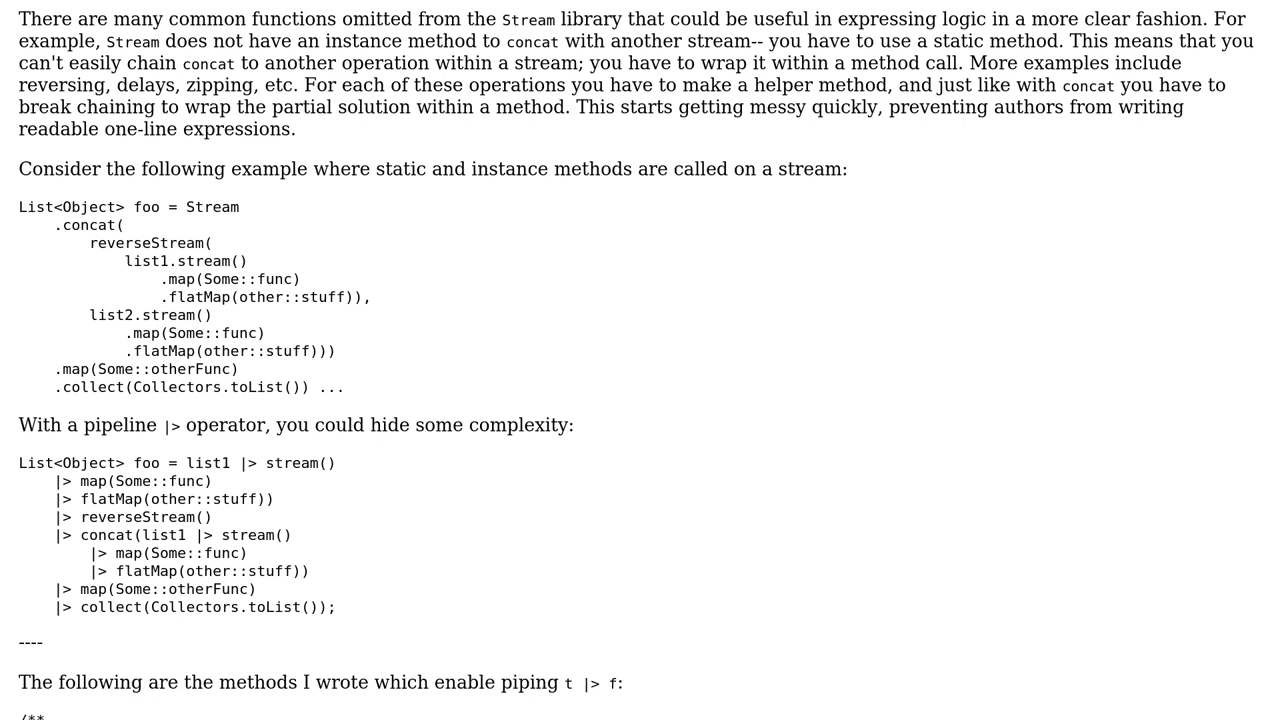 There are many common functions omitted from the Stream library that could be useful in expressing logic in a more clear fashion. For
example, Stream does not have an instance method to concat with another stream-- you have to use a static method. This means that you
can't easily chain concat to another operation within a stream; you have to wrap it within a method call. More examples include
reversing, delays, zipping, etc. For each of these operations you have to make a helper method, and just like with concat you have to
break chaining to wrap the partial solution within a method. This starts getting messy quickly, preventing authors from writing
readable one-line expressions.
Consider the following example where static and instance methods are called on a stream:
List<Object> foo = Stream
    .concat(
        reverseStream(
            list1.stream()
                .map(Some::func)
                .flatMap(other::stuff)),
        list2.stream()
            .map(Some::func)
            .flatMap(other::stuff)))
    .map(Some::otherFunc)
    .collect(Collectors.toList()) ...
With a pipeline |> operator, you could hide some complexity:
List<Object> foo = list1 |> stream()
    |> map(Some::func)
    |> flatMap(other::stuff))
    |> reverseStream()
    |> concat(list1 |> stream()
        |> map(Some::func)
        |> flatMap(other::stuff))
    |> map(Some::otherFunc)
    |> collect(Collectors.toList());
----
The following are the methods I wrote which enable piping t |> f:
/**